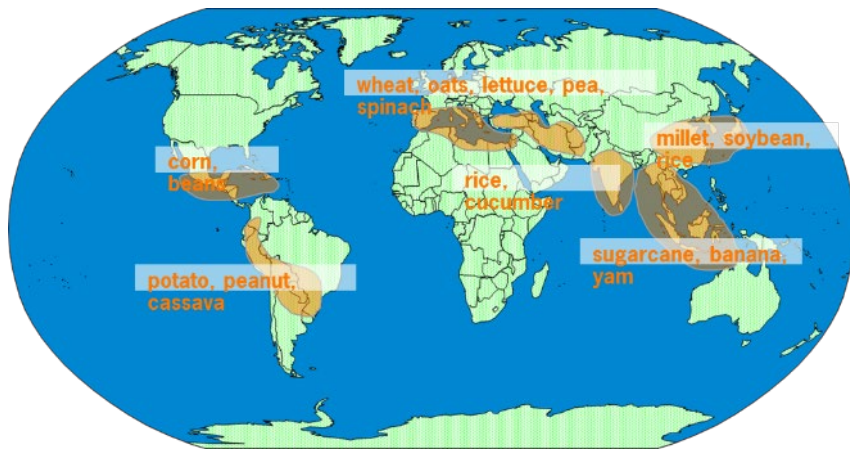 wheat, oats, lettuce, pea,
spinach
millet, soybean,
rice
corn,
beans
rice,
cucumber
sugarcane, banana,
yam
potato, peanut,
cassava